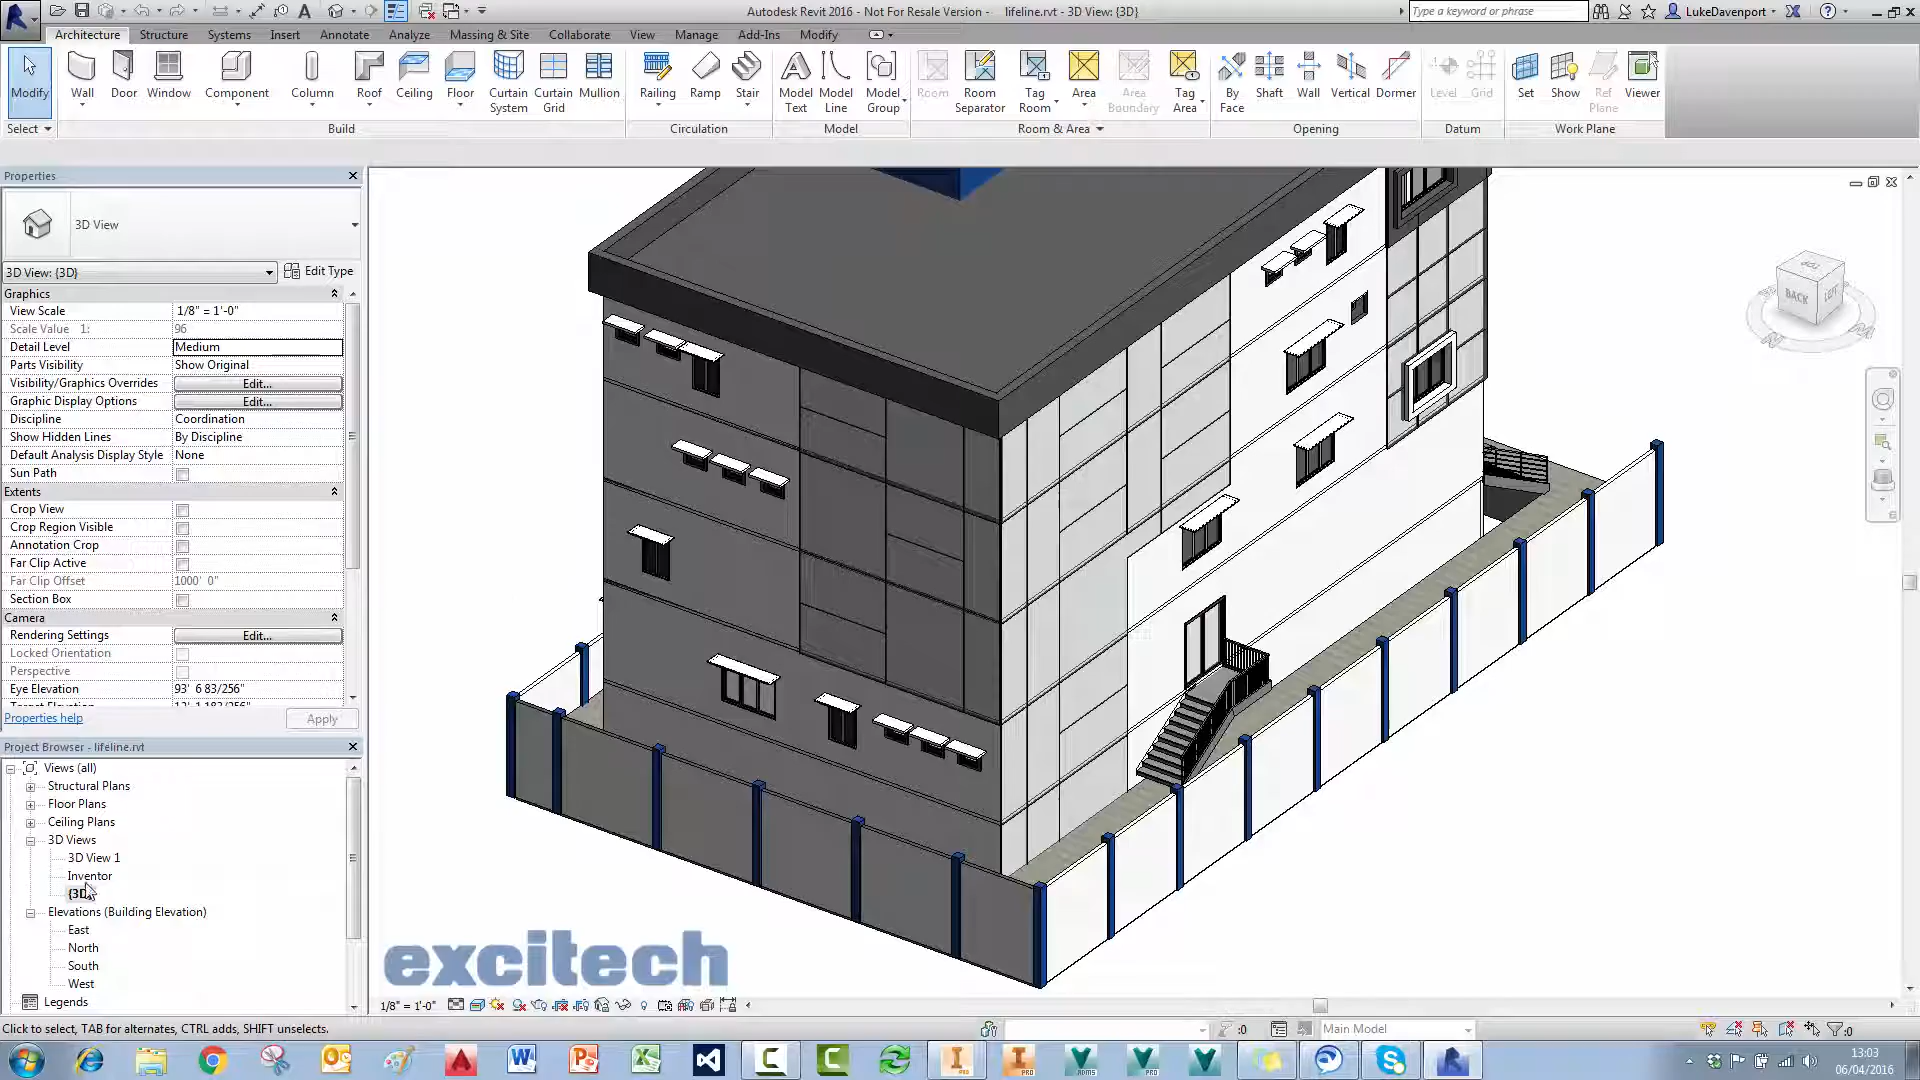 Autodesk Revit 2016 - Not For Resale Version - lifeline.rvt - 3D View: {3D}
Type a keyword or phrase
LukeDavenport
Architecture Structure Systems Insert Annotate Analyze Massing & Site Collaborate View Manage Add-Ins Modify
Modify Wall Door Window Component Column Roof Ceiling Floor Curtain System Curtain Grid Mullion Railing Ramp Stair Model Text Model Line Model Group Room Room Separator Tag Room Area Area Boundary Tag Area By Face Shaft Wall Vertical Dormer Level Grid Set Show Ref Plane Viewer
Select Build Circulation Model Room & Area Opening Datum Work Plane
Properties
3D View
3D View: {3D}
Edit Type
Graphics
View Scale 1/8" = 1'-0"
Scale Value 1: 96
Detail Level Medium
Parts Visibility Show Original
Visibility/Graphics Overrides Edit...
Graphic Display Options Edit...
Discipline Coordination
Show Hidden Lines By Discipline
Default Analysis Display Style None
Sun Path
Extents
Crop View
Crop Region Visible
Annotation Crop
Far Clip Active
Far Clip Offset 1000' 0"
Section Box
Camera
Rendering Settings Edit...
Locked Orientation
Perspective
Eye Elevation 93' 6 83/256"
Properties help
Apply
Project Browser - lifeline.rvt
Views (all)
Structural Plans
Floor Plans
Ceiling Plans
3D Views
3D View 1
Inventor
{3D
Elevations (Building Elevation)
East
North
South
West
Legends
BACK
LEFT
excitech
1/8" = 1'-0"
Click to select, TAB for alternates, CTRL adds, SHIFT unselects.
:0
Main Model
:0
13:03
06/04/2016